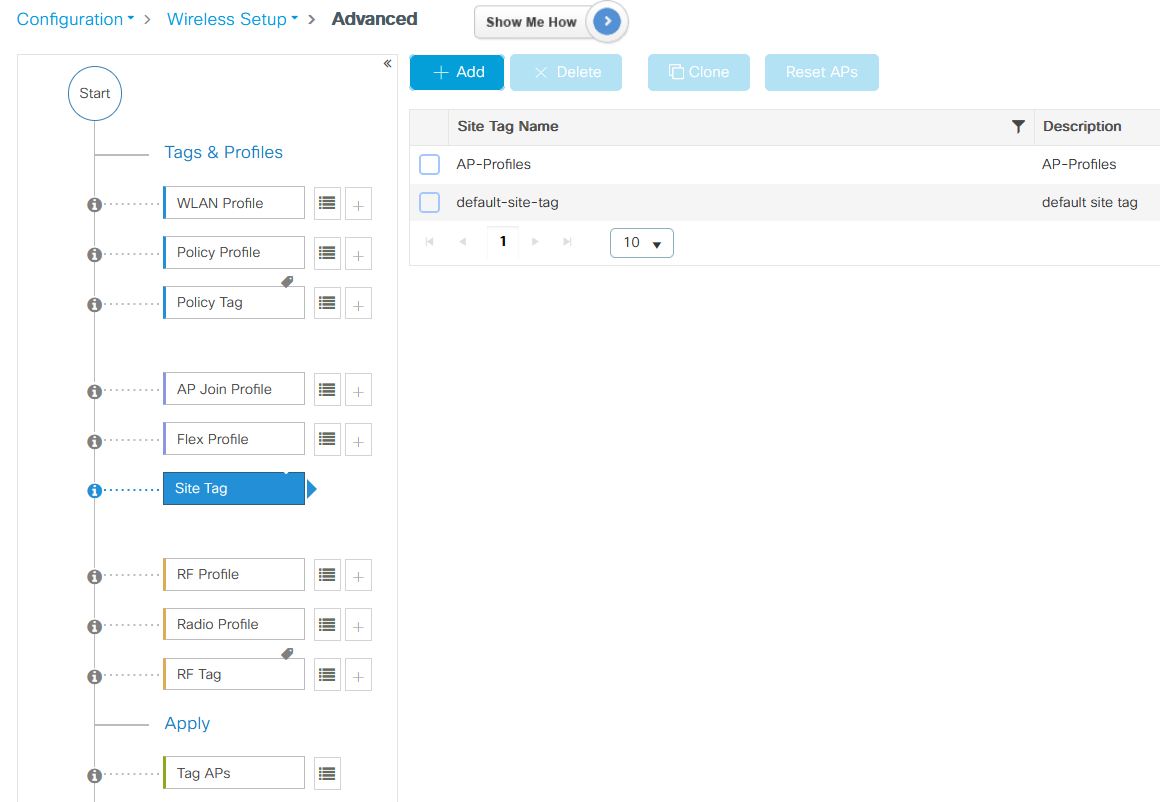 Configuration > Wireless Setup > Advanced
Show Me How
Start
Tags & Profiles
WLAN Profile
Policy Profile
Policy Tag
AP Join Profile
Flex Profile
Site Tag
RF Profile
Radio Profile
RF Tag
Apply
Tag APs
+ Add
× Delete
Clone
Reset APs
Site Tag Name Description
AP-Profiles AP-Profiles
default-site-tag default site tag
1 10